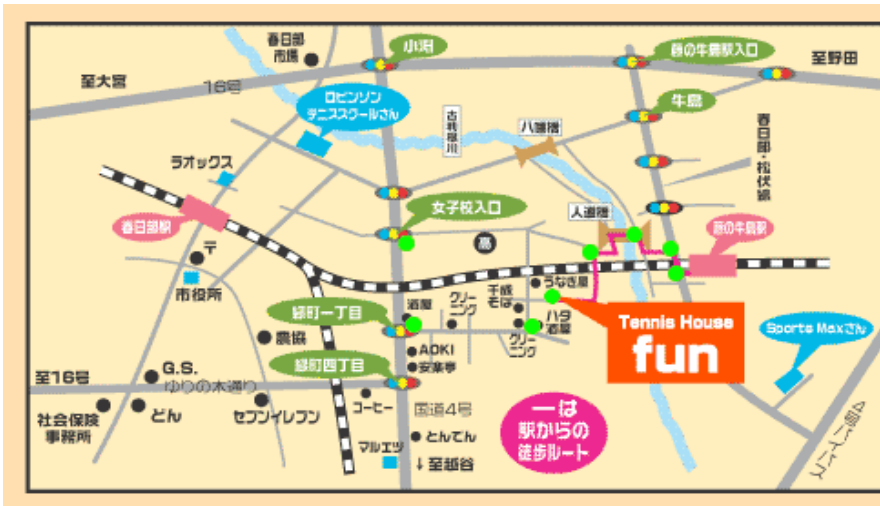 春日部
市場
小渕
藤の牛島駅入口
至野田
至大宮
16号
ロビンソン
テニススクールさん
牛島
古利根川
八幡橋
春日部・松伏線
ラオックス
女子校入口
人道橋
春日部駅
藤の牛島駅
高
〒
市役所
うなぎ屋
千成
そば
酒屋
クリー
ニング
ハタ
酒屋
クリー
ニング
緑町一丁目
農協
AOKI
安楽亭
Tennis House
fun
Sports Maxさん
緑町四丁目
至16号
G.S.
ゆりの木通り
社会保険
事務所
どん
セブンイレブン
コーヒー
国道4号
とんでん
マルエツ
↓至越谷
ーは
駅からの
徒歩ルート
4号バイパス